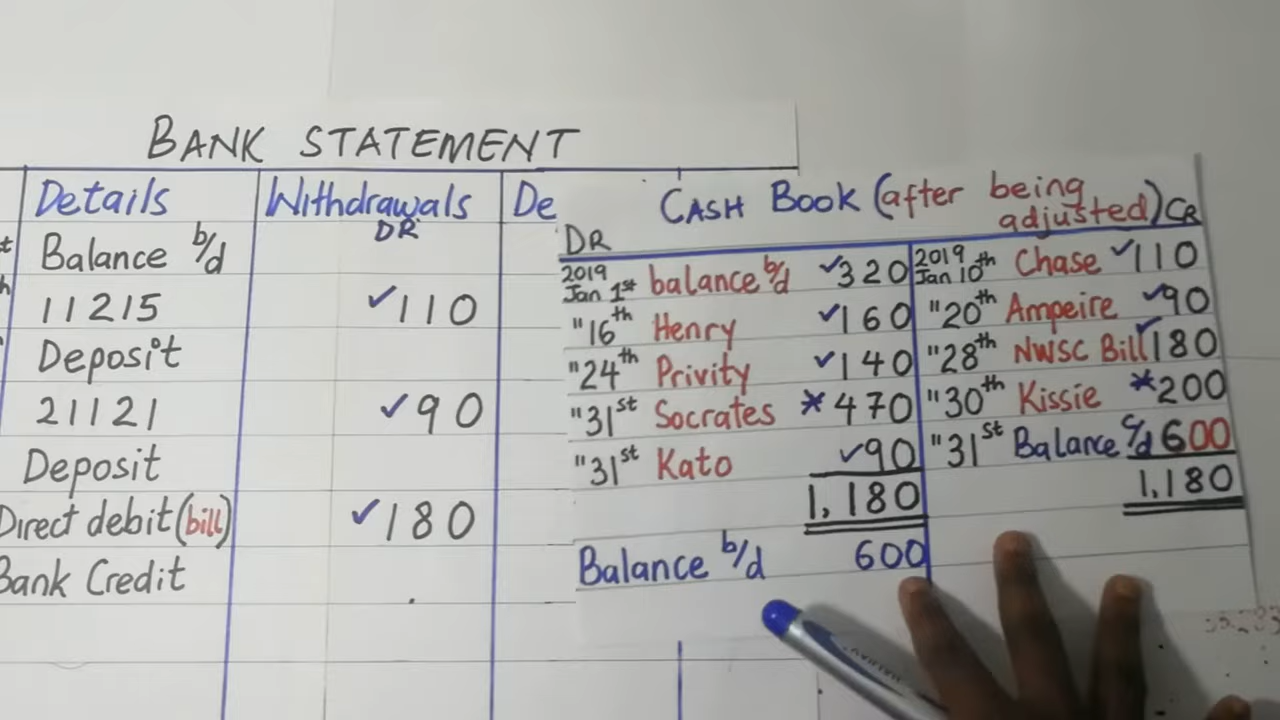 BANK STATEMENT
Details Withdrawals De
DR
Balance b/d
11215 ✓110
Deposit
21121 ✓90
Deposit
Direct debit (bill) ✓180
Bank Credit
CASH BOOK (after being
adjusted) CR
DR
2019
Jan 1st balance b/d ✓320
"16th Henry ✓160
"24th Privity ✓140
"31st Socrates *470
"31st Kato ✓90
1,180
Balance b/d 600
2019
Jan 10th Chase ✓110
"20th Ampeire ✓90
"28th NWSC Bill ✓180
"30th Kissie *200
"31st Balance c/d 600
1,180